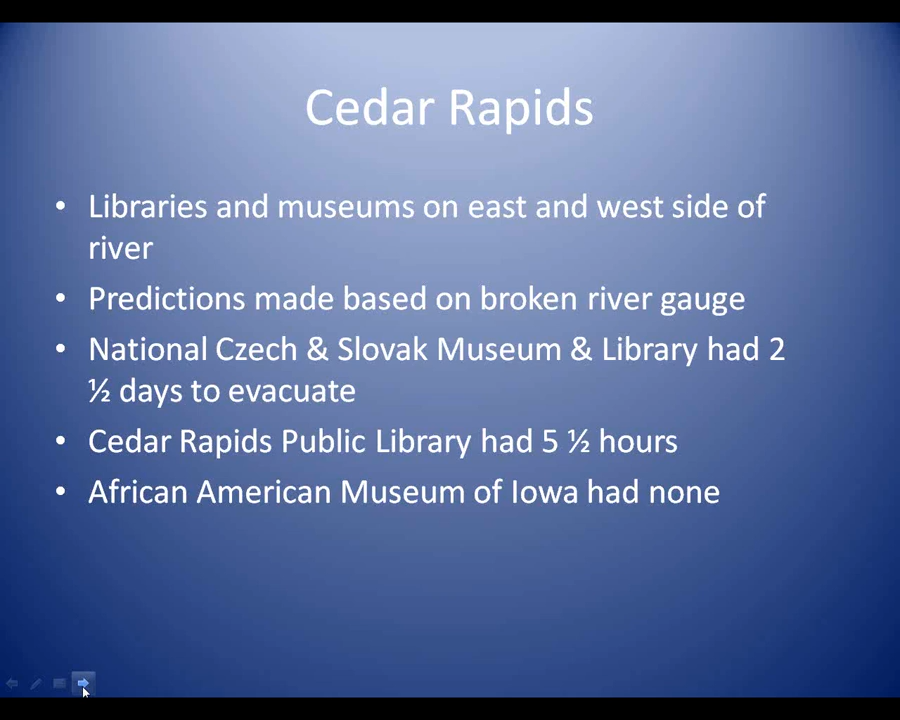 Cedar Rapids
• Libraries and museums on east and west side of
river
• Predictions made based on broken river gauge
• National Czech & Slovak Museum & Library had 2
½ days to evacuate
• Cedar Rapids Public Library had 5 ½ hours
• African American Museum of Iowa had none